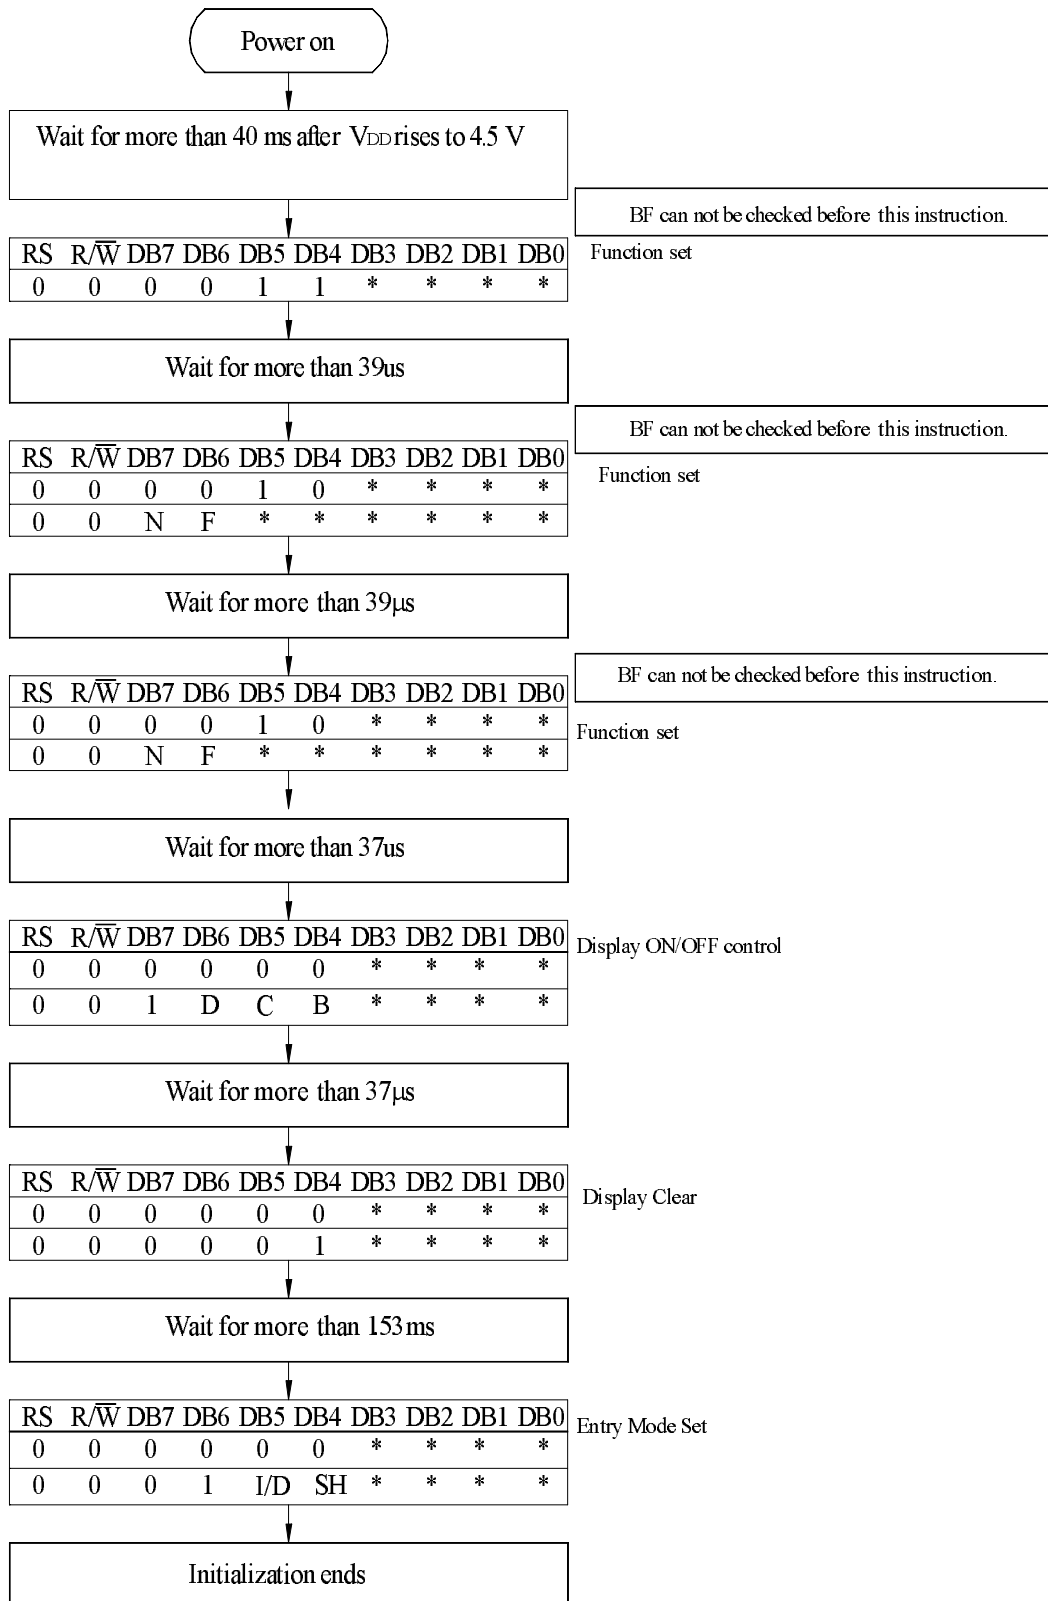 Power on
Wait for more than 40 ms after VDD rises to 4.5 V
BF can not be checked before this instruction.
RS R/W̅ DB7 DB6 DB5 DB4 DB3 DB2 DB1 DB0
Function set
0 0 0 0 1 1 * * * *
Wait for more than 39us
BF can not be checked before this instruction.
RS R/W̅ DB7 DB6 DB5 DB4 DB3 DB2 DB1 DB0
Function set
0 0 0 0 1 0 * * * *
0 0 N F * * * * * *
Wait for more than 39µs
BF can not be checked before this instruction.
RS R/W̅ DB7 DB6 DB5 DB4 DB3 DB2 DB1 DB0
0 0 0 0 1 0 * * * *
Function set
0 0 N F * * * * * *
Wait for more than 37us
RS R/W̅ DB7 DB6 DB5 DB4 DB3 DB2 DB1 DB0
Display ON/OFF control
0 0 0 0 0 0 * * * *
0 0 1 D C B * * * *
Wait for more than 37µs
RS R/W̅ DB7 DB6 DB5 DB4 DB3 DB2 DB1 DB0
Display Clear
0 0 0 0 0 0 * * * *
0 0 0 0 0 1 * * * *
Wait for more than 153ms
RS R/W̅ DB7 DB6 DB5 DB4 DB3 DB2 DB1 DB0
Entry Mode Set
0 0 0 0 0 0 * * * *
0 0 0 1 I/D SH * * * *
Initialization ends